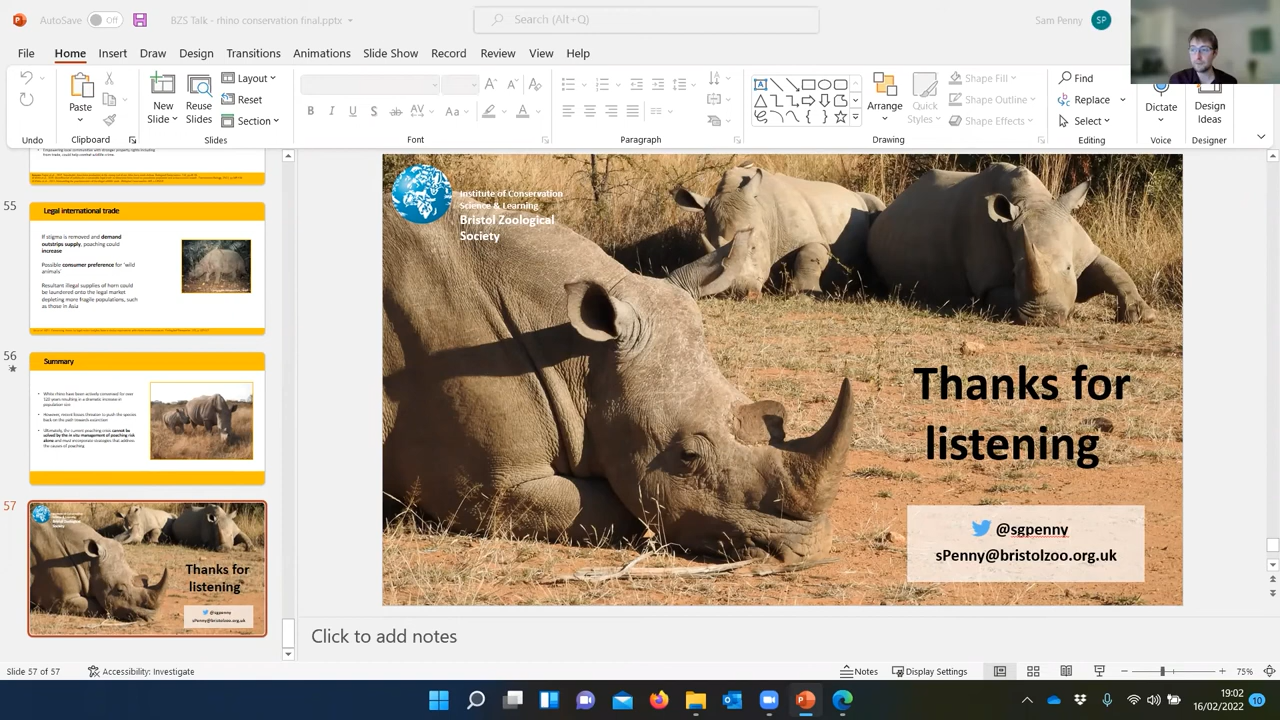 AutoSave
Off
BZS Talk - rhino conservation final.pptx
Search (Alt+Q)
Sam Penny
SP
File
Home
Insert
Draw
Design
Transitions
Animations
Slide Show
Record
Review
View
Help
Undo
Paste
Clipboard
New
Slide
Reuse
Slides
Layout
Reset
Section
Slides
Font
Paragraph
Arrange
Quick
Styles
Shape Fill
Shape Outline
Shape Effects
Drawing
Find
Replace
Select
Editing
Dictate
Voice
Design
Ideas
Designer
55
Legal international trade
If stigma is removed and demand
outstrips supply, poaching could
increase
Possible consumer preference for 'wild
animals'
Resultant illegal supplies of horn could
be laundered onto the legal market
depleting more fragile populations, such
as those in Asia
56
Summary
57
Thanks for
listening
@sgpenny
sPenny@bristolzoo.org.uk
Institute of Conservation
Science & Learning
Bristol Zoological
Society
Thanks for
listening
@sgpenny
sPenny@bristolzoo.org.uk
Click to add notes
Slide 57 of 57
Accessibility: Investigate
Notes
Display Settings
75%
19:02
16/02/2022
10